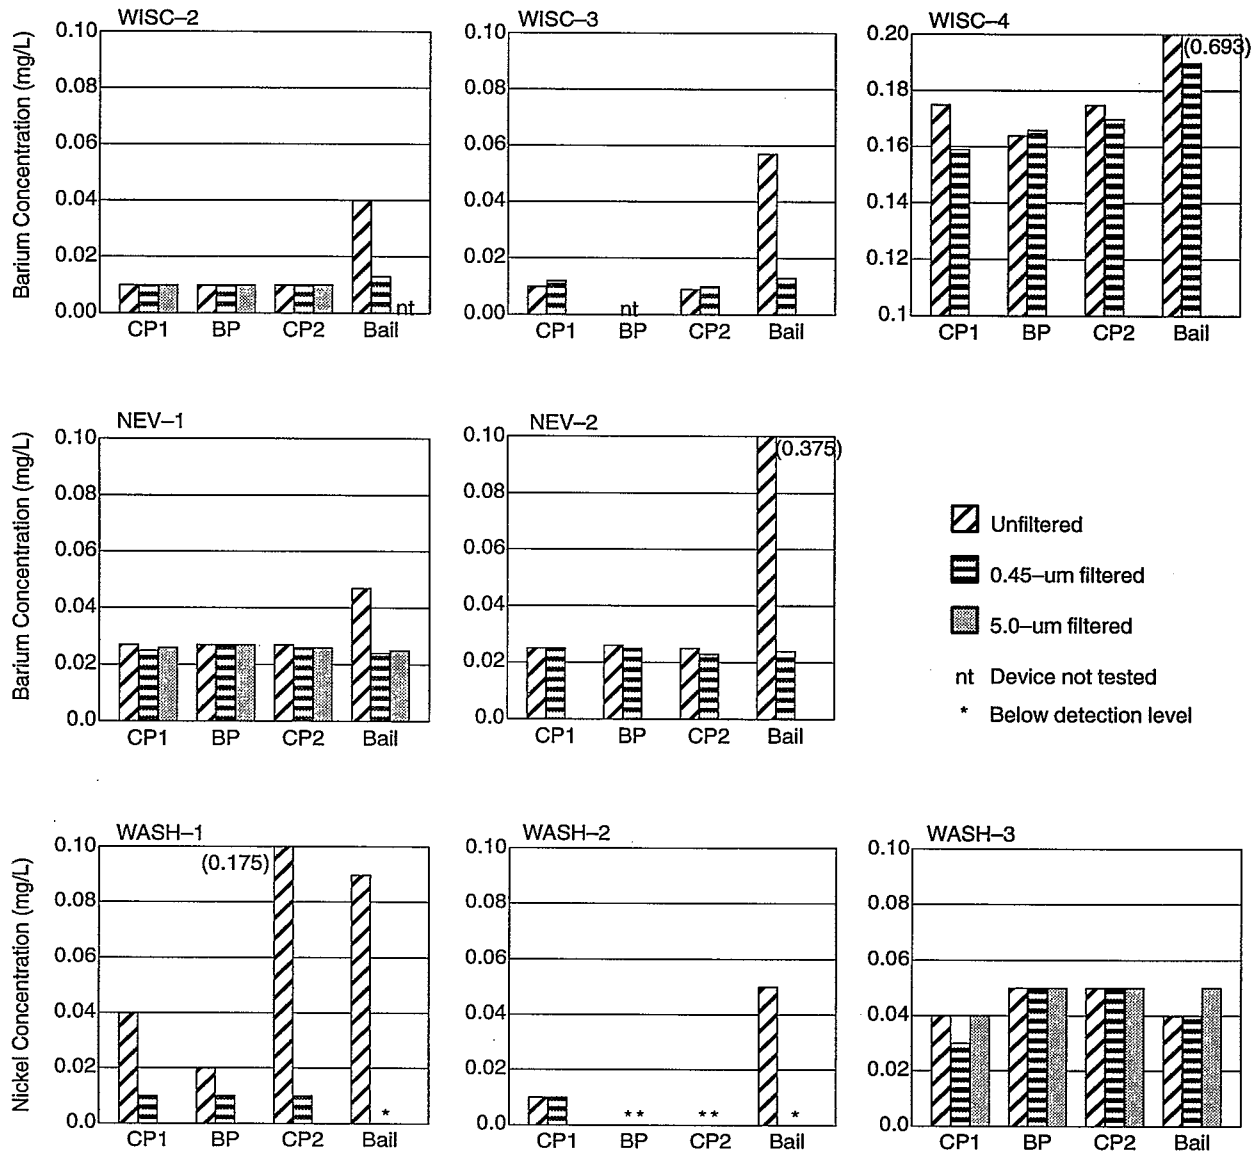 WISC–2
Barium Concentration (mg/L)
0.10
0.08
0.06
0.04
0.02
0.00
nt
CP1 BP CP2 Bail
WISC–3
0.10
0.08
0.06
0.04
0.02
0.00
nt
CP1 BP CP2 Bail
WISC–4
0.20
(0.693)
0.18
0.16
0.14
0.12
0.1
CP1 BP CP2 Bail
NEV–1
Barium Concentration (mg/L)
0.10
0.08
0.06
0.04
0.02
0.0
CP1 BP CP2 Bail
NEV–2
0.10
(0.375)
0.08
0.06
0.04
0.02
0.0
CP1 BP CP2 Bail
Unfiltered
0.45–um filtered
5.0–um filtered
nt Device not tested
* Below detection level
WASH–1
Nickel Concentration (mg/L)
0.10
(0.175)
0.08
0.06
0.04
0.02
0.0
*
CP1 BP CP2 Bail
WASH–2
0.10
0.08
0.06
0.04
0.02
0.0
** ** *
CP1 BP CP2 Bail
WASH–3
0.10
0.08
0.06
0.04
0.02
0.0
CP1 BP CP2 Bail